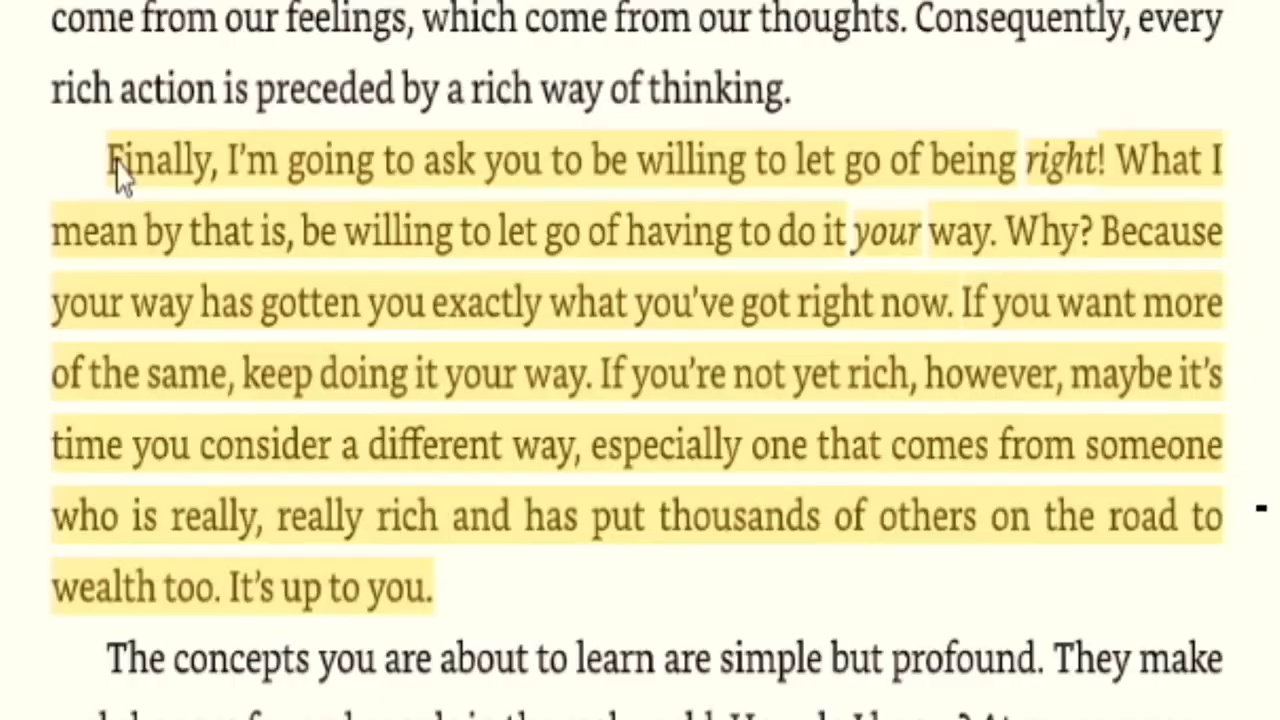 come from our feelings, which come from our thoughts. Consequently, every
rich action is preceded by a rich way of thinking.
Finally, I’m going to ask you to be willing to let go of being right! What I
mean by that is, be willing to let go of having to do it your way. Why? Because
your way has gotten you exactly what you’ve got right now. If you want more
of the same, keep doing it your way. If you’re not yet rich, however, maybe it’s
time you consider a different way, especially one that comes from someone
who is really, really rich and has put thousands of others on the road to
wealth too. It’s up to you.
The concepts you are about to learn are simple but profound. They make